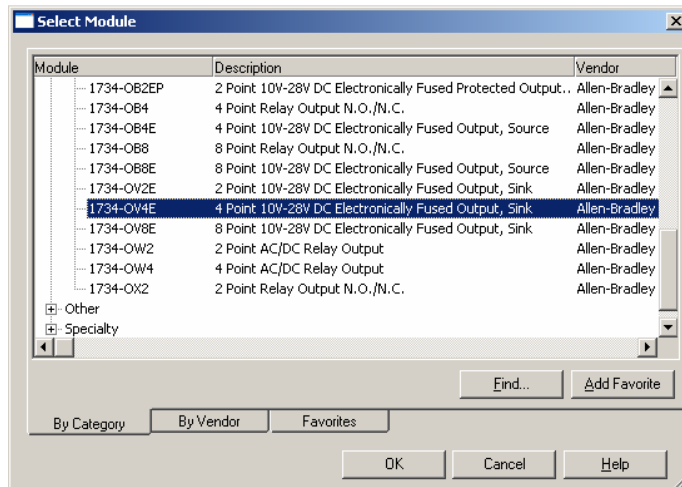 Select Module
Module Description Vendor
1734-OB2EP 2 Point 10V-28V DC Electronically Fused Protected Output.. Allen-Bradley
1734-OB4 4 Point Relay Output N.O./N.C. Allen-Bradley
1734-OB4E 4 Point 10V-28V DC Electronically Fused Output, Source Allen-Bradley
1734-OB8 8 Point Relay Output N.O./N.C. Allen-Bradley
1734-OB8E 8 Point 10V-28V DC Electronically Fused Output, Source Allen-Bradley
1734-OV2E 2 Point 10V-28V DC Electronically Fused Output, Sink Allen-Bradley
1734-OV4E 4 Point 10V-28V DC Electronically Fused Output, Sink Allen-Bradley
1734-OV8E 8 Point 10V-28V DC Electronically Fused Output, Sink Allen-Bradley
1734-OW2 2 Point AC/DC Relay Output Allen-Bradley
1734-OW4 4 Point AC/DC Relay Output Allen-Bradley
1734-OX2 2 Point Relay Output N.O./N.C. Allen-Bradley
Other
Specialty
Find... Add Favorite
By Category By Vendor Favorites
OK Cancel Help